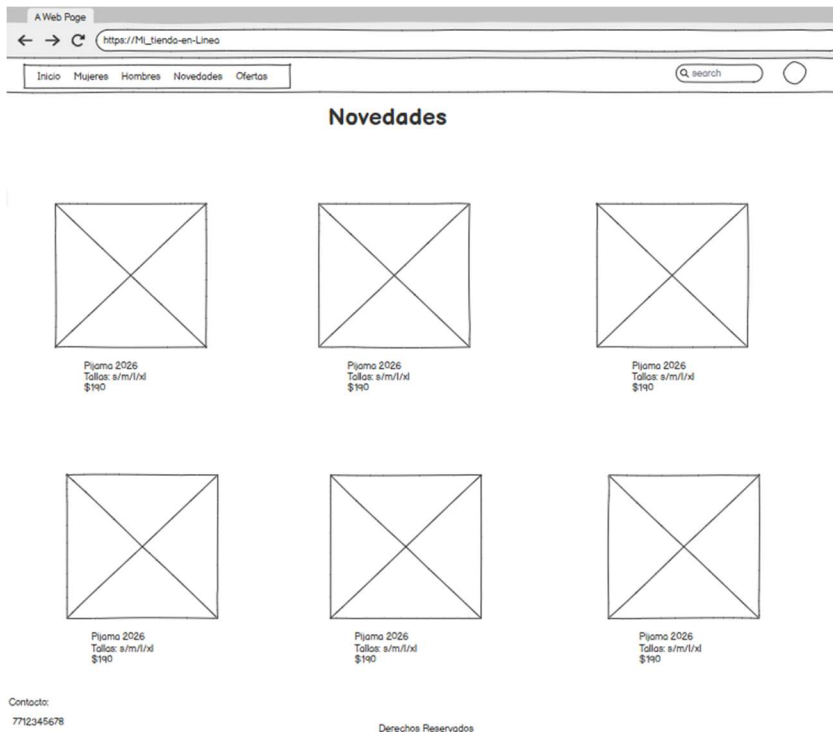 A Web Page
https://Mi_tienda-en-Linea
Inicio Mujeres Hombres Novedades Ofertas
search
Novedades
Pijama 2026
Tallas: s/m/l/xl
$190
Pijama 2026
Tallas: s/m/l/xl
$190
Pijama 2026
Tallas: s/m/l/xl
$190
Pijama 2026
Tallas: s/m/l/xl
$190
Pijama 2026
Tallas: s/m/l/xl
$190
Pijama 2026
Tallas: s/m/l/xl
$190
Contacto:
7712345678
Derechos Reservados